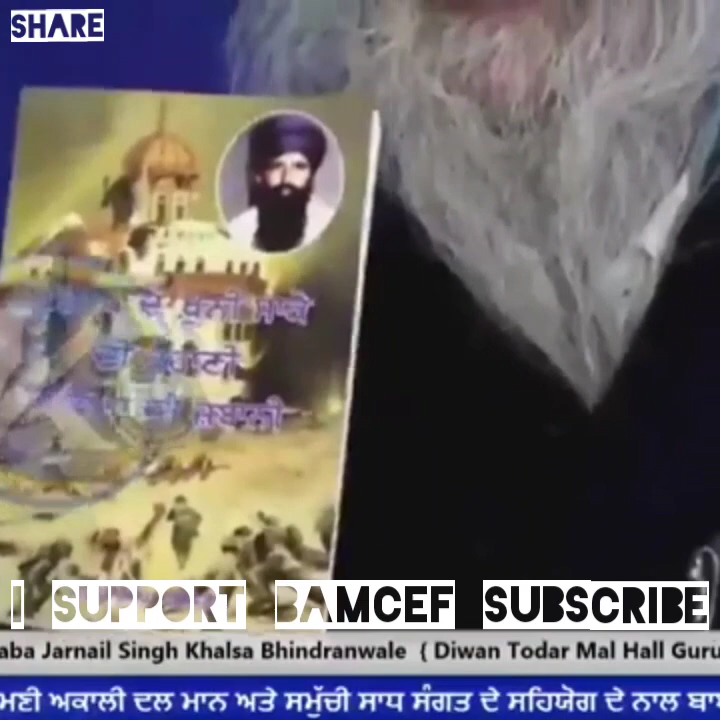 SHARE
ਦੇ ਖੂਨੀ ਸਾਕੇ
ਦੀ
ਜ਼ਬਾਨੀ
I SUPPORT BAMCEF SUBSCRIBE
aba Jarnail Singh Khalsa Bhindranwale ( Diwan Todar Mal Hall Guru
ਮਣੀ ਅਕਾਲੀ ਦਲ ਮਾਨ ਅਤੇ ਸਮੁੱਚੀ ਸਾਧ ਸੰਗਤ ਦੇ ਸਹਿਯੋਗ ਦੇ ਨਾਲ ਬਾ